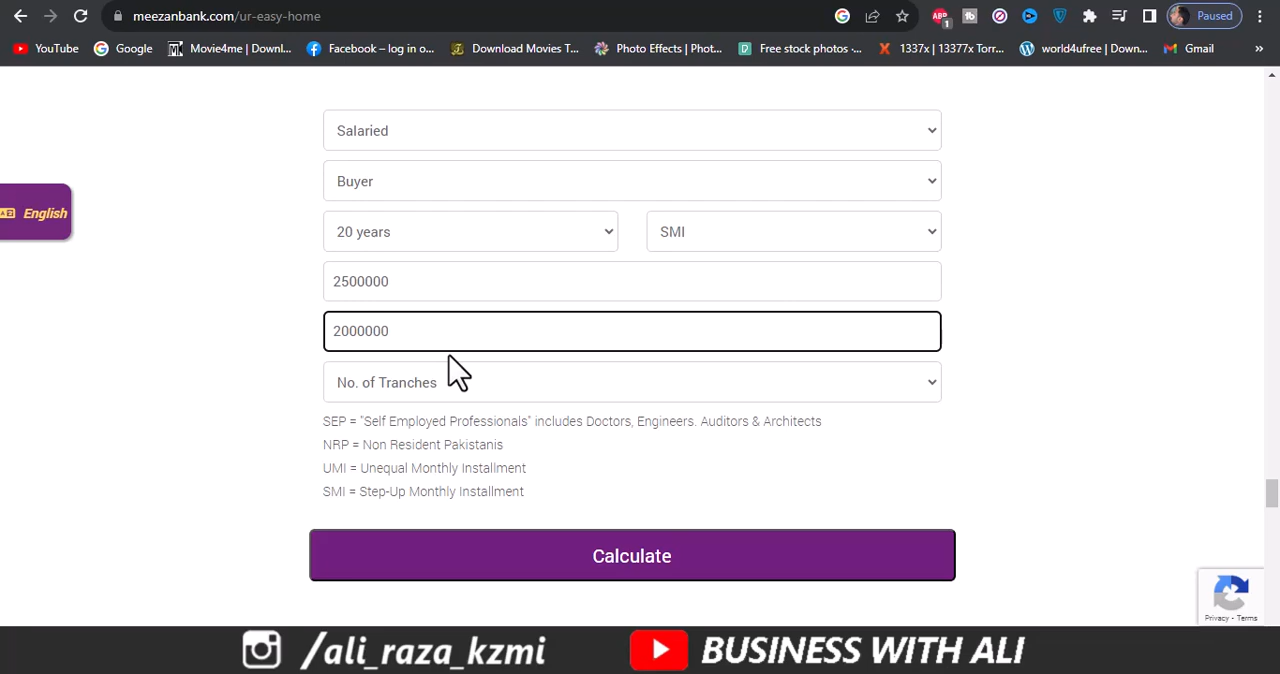 meezanbank.com/ur-easy-home
ABP
1
tb
Paused
YouTube
Google
Movie4me | Downl...
Facebook – log in o...
Download Movies T...
Photo Effects | Phot...
Free stock photos -...
1337x | 13377x Torr...
world4ufree | Down...
Gmail
»
Salaried
Buyer
20 years
SMI
English
2500000
2000000
No. of Tranches
SEP = "Self Employed Professionals" includes Doctors, Engineers. Auditors & Architects
NRP = Non Resident Pakistanis
UMI = Unequal Monthly Installment
SMI = Step-Up Monthly Installment
Calculate
Privacy - Terms
/ali_raza_kzmi
BUSINESS WITH ALI